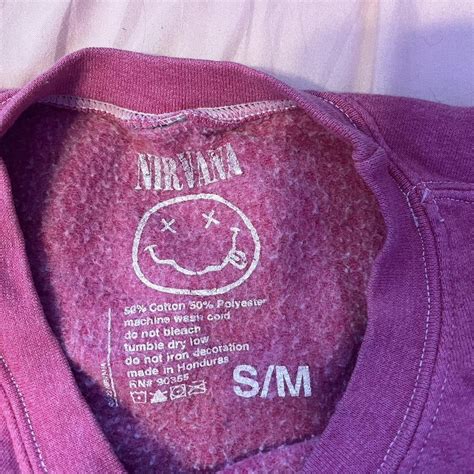 NIRVANA
50% Cotton 50% Polyester
machine wash cold
do not bleach
tumble dry low
do not iron decoration
made in Honduras
RN# 90355
S/M